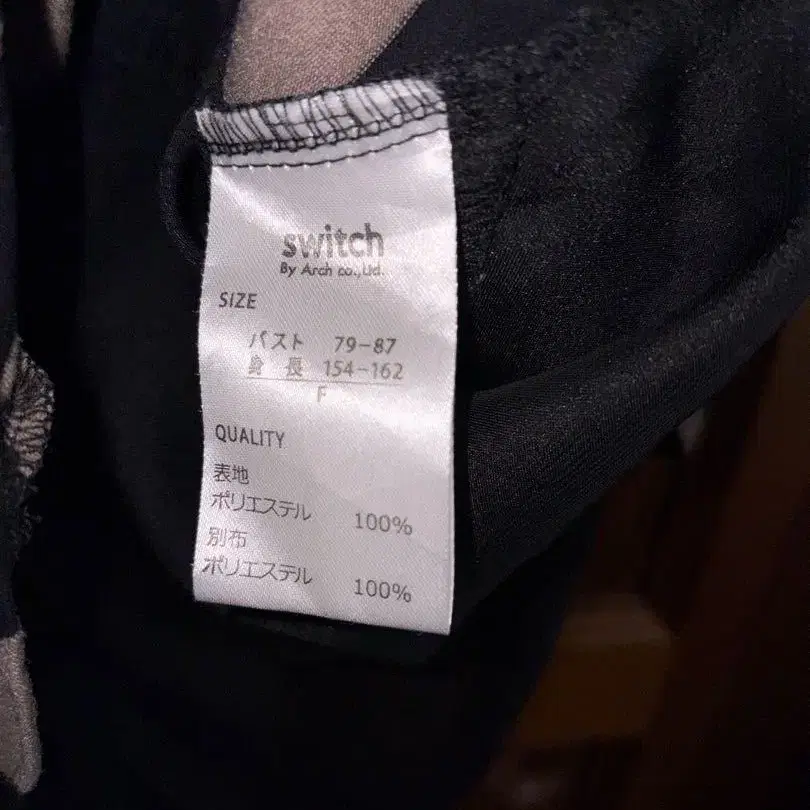 switch
By Arch co.,Ltd.
SIZE
バスト 79-87
身 長 154-162
F
QUALITY
表地
ポリエステル 100%
別布
ポリエステル 100%